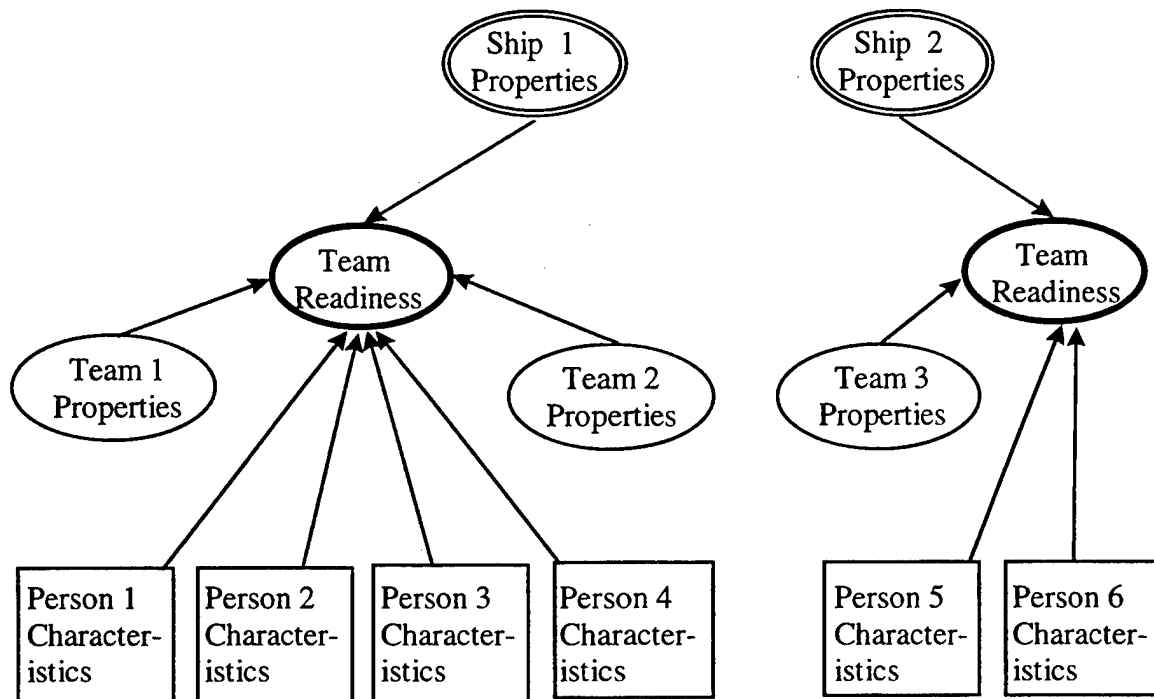 Ship 1
Properties
Ship 2
Properties
Team
Readiness
Team
Readiness
Team 1
Properties
Team 2
Properties
Team 3
Properties
Person 1
Character-
istics
Person 2
Character-
istics
Person 3
Character-
istics
Person 4
Character-
istics
Person 5
Character-
istics
Person 6
Character-
istics